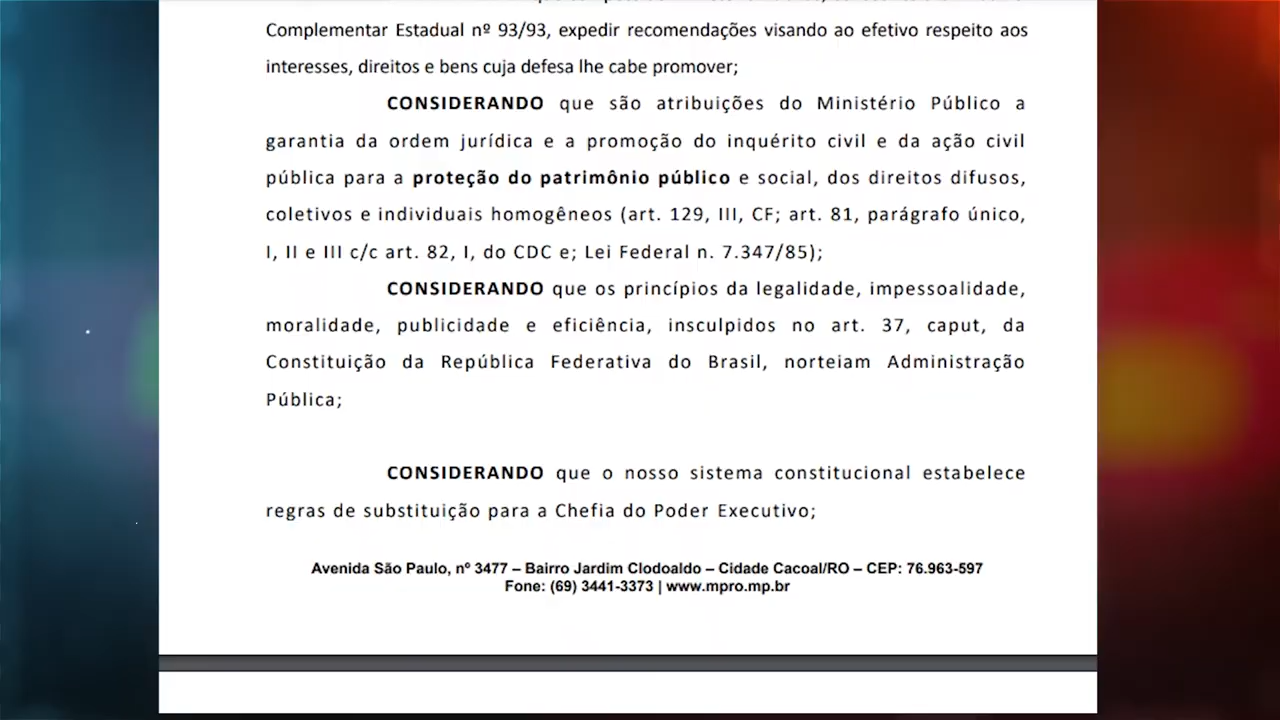 Complementar Estadual nº 93/93, expedir recomendações visando ao efetivo respeito aos
interesses, direitos e bens cuja defesa lhe cabe promover;
CONSIDERANDO que são atribuições do Ministério Público a
garantia da ordem jurídica e a promoção do inquérito civil e da ação civil
pública para a proteção do patrimônio público e social, dos direitos difusos,
coletivos e individuais homogêneos (art. 129, III, CF; art. 81, parágrafo único,
I, II e III c/c art. 82, I, do CDC e; Lei Federal n. 7.347/85);
CONSIDERANDO que os princípios da legalidade, impessoalidade,
moralidade, publicidade e eficiência, insculpidos no art. 37, caput, da
Constituição da República Federativa do Brasil, norteiam Administração
Pública;
CONSIDERANDO que o nosso sistema constitucional estabelece
regras de substituição para a Chefia do Poder Executivo;
Avenida São Paulo, nº 3477 – Bairro Jardim Clodoaldo – Cidade Cacoal/RO – CEP: 76.963-597
Fone: (69) 3441-3373 | www.mpro.mp.br